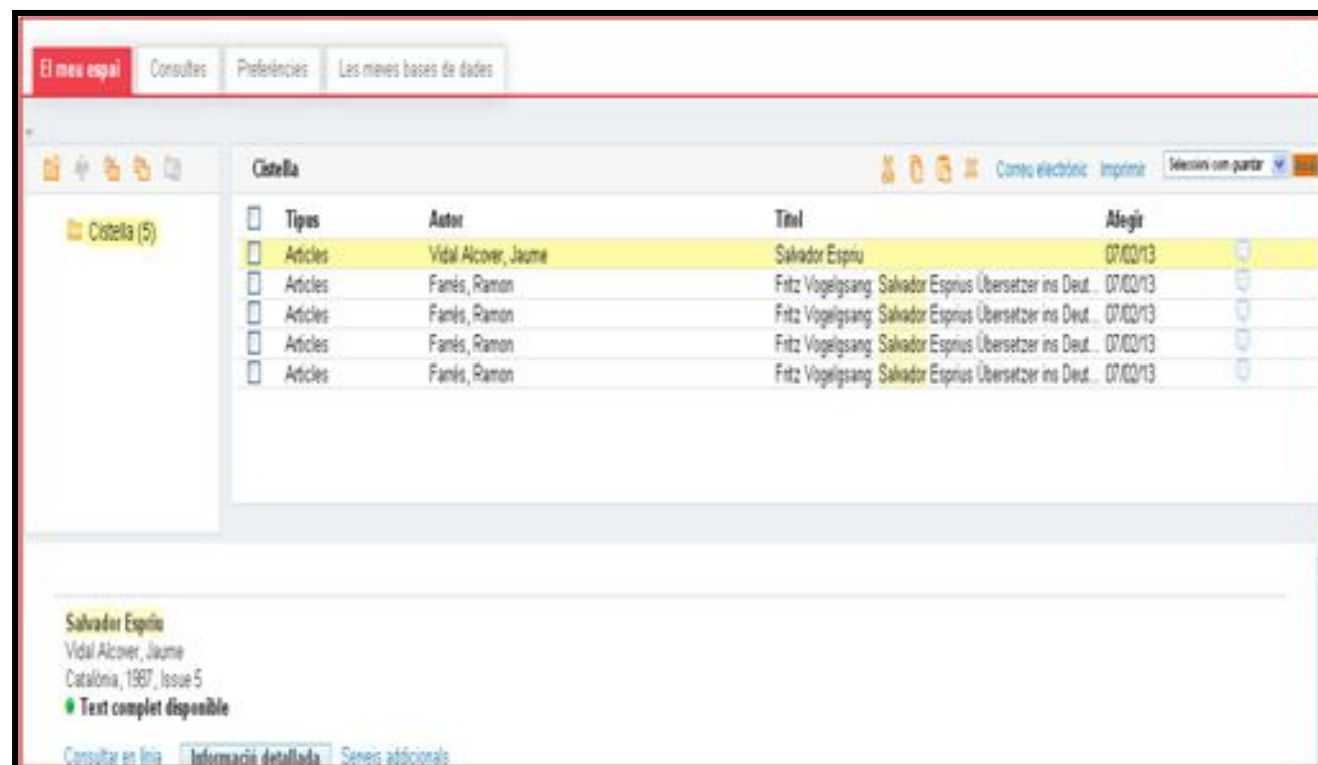 El meu espai Consultes Preferències Les meves bases de dades
Cistella Correu electrònic Imprimir Seleccioni com guardar
Cistella (5)
Tipus Autor Títol Afegir
Articles Vidal Alcover, Jaume Salvador Espriu 07/02/13
Articles Farrés, Ramon Fritz Vogelgsang: Salvador Esprius Übersetzer ins Deut... 07/02/13
Articles Farrés, Ramon Fritz Vogelgsang: Salvador Esprius Übersetzer ins Deut... 07/02/13
Articles Farrés, Ramon Fritz Vogelgsang: Salvador Esprius Übersetzer ins Deut... 07/02/13
Articles Farrés, Ramon Fritz Vogelgsang: Salvador Esprius Übersetzer ins Deut... 07/02/13
Salvador Espriu
Vidal Alcover, Jaume
Catalònia, 1987, Issue 5
Text complet disponible
Consultar en línia Informació detallada Serveis addicionals